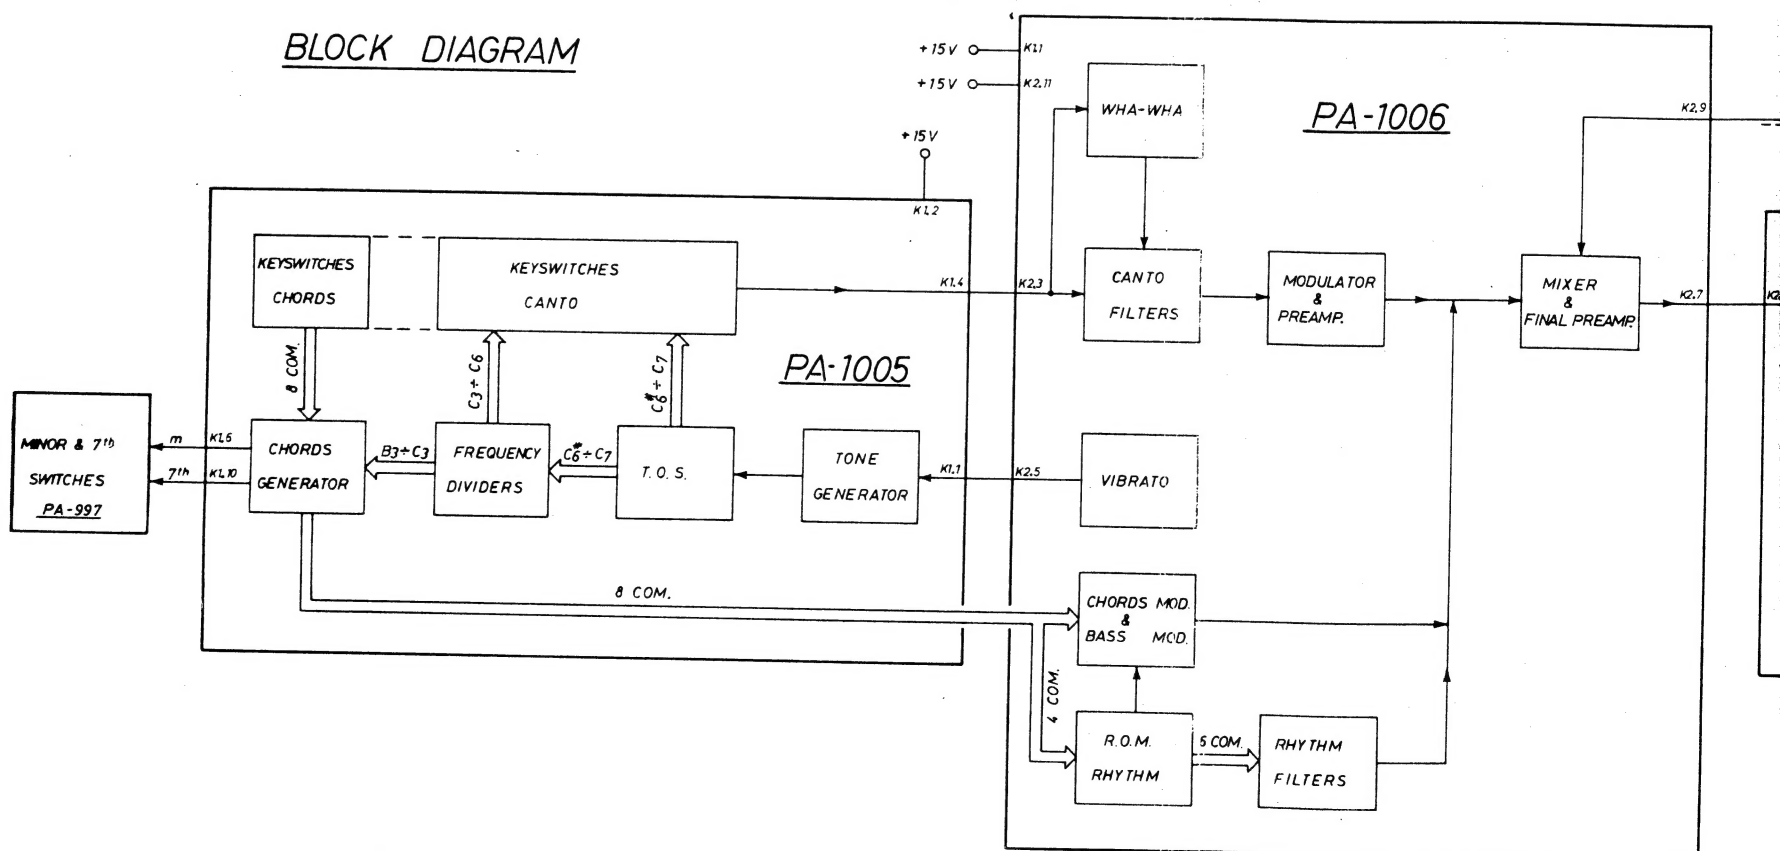 BLOCK DIAGRAM
+15V
K1.1
+15V
K2.11
WHA-WHA
PA-1006
K2.9
+15V
K1.2
KEYSWITCHES
CHORDS
KEYSWITCHES
CANTO
K1.4
K2.3
CANTO
FILTERS
MODULATOR
&
PREAMP.
MIXER
&
FINAL PREAMP.
K2.7
8 COM.
C3÷C6
C6#÷C7
PA-1005
MINOR & 7th
SWITCHES
PA-997
m
K1.6
7th
K1.10
CHORDS
GENERATOR
B3÷C3
FREQUENCY
DIVIDERS
C6#÷C7
T.O.S.
TONE
GENERATOR
K1.1
K2.5
VIBRATO
8 COM.
CHORDS MOD.
&
BASS MOD.
4 COM.
R.O.M.
RHYTHM
5 COM.
RHYTHM
FILTERS